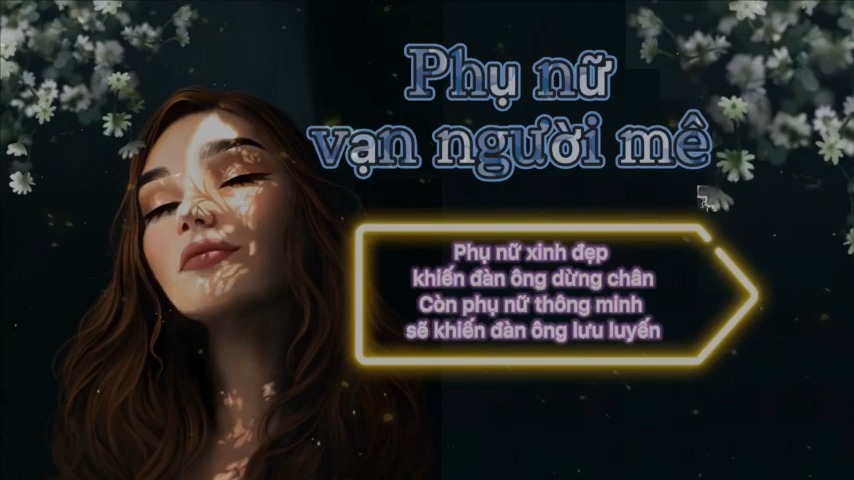 Phụ nữ
vạn người mê
Phụ nữ xinh đẹp
khiến đàn ông dừng chân
Còn phụ nữ thông minh
sẽ khiến đàn ông lưu luyến